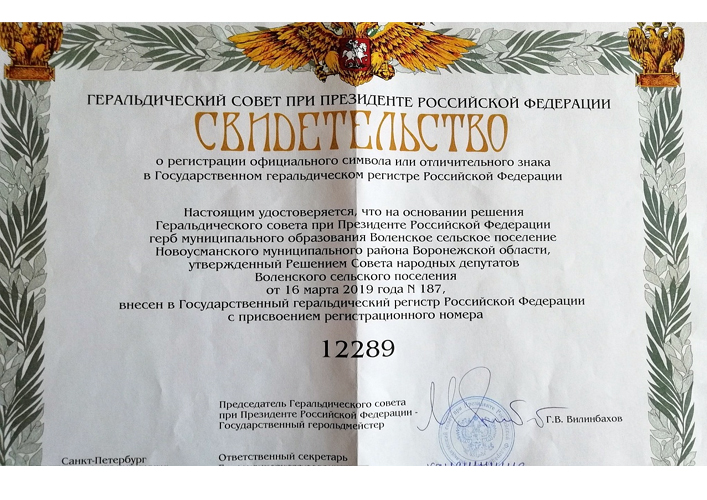 ГЕРАЛЬДИЧЕСКИЙ СОВЕТ ПРИ ПРЕЗИДЕНТЕ РОССИЙСКОЙ ФЕДЕРАЦИИ
СВИДЕТЕЛЬСТВО
о регистрации официального символа или отличительного знака
в Государственном геральдическом регистре Российской Федерации
Настоящим удостоверяется, что на основании решения
Геральдического совета при Президенте Российской Федерации
герб муниципального образования Воленское сельское поселение
Новоусманского муниципального района Воронежской области,
утвержденный Решением Совета народных депутатов
Воленского сельского поселения
от 16 марта 2019 года N 187,
внесен в Государственный геральдический регистр Российской Федерации
с присвоением регистрационного номера
12289
Председатель Геральдического совета
при Президенте Российской Федерации -
Государственный герольдмейстер
Г.В. Вилинбахов
Санкт-Петербург
Ответственный секретарь